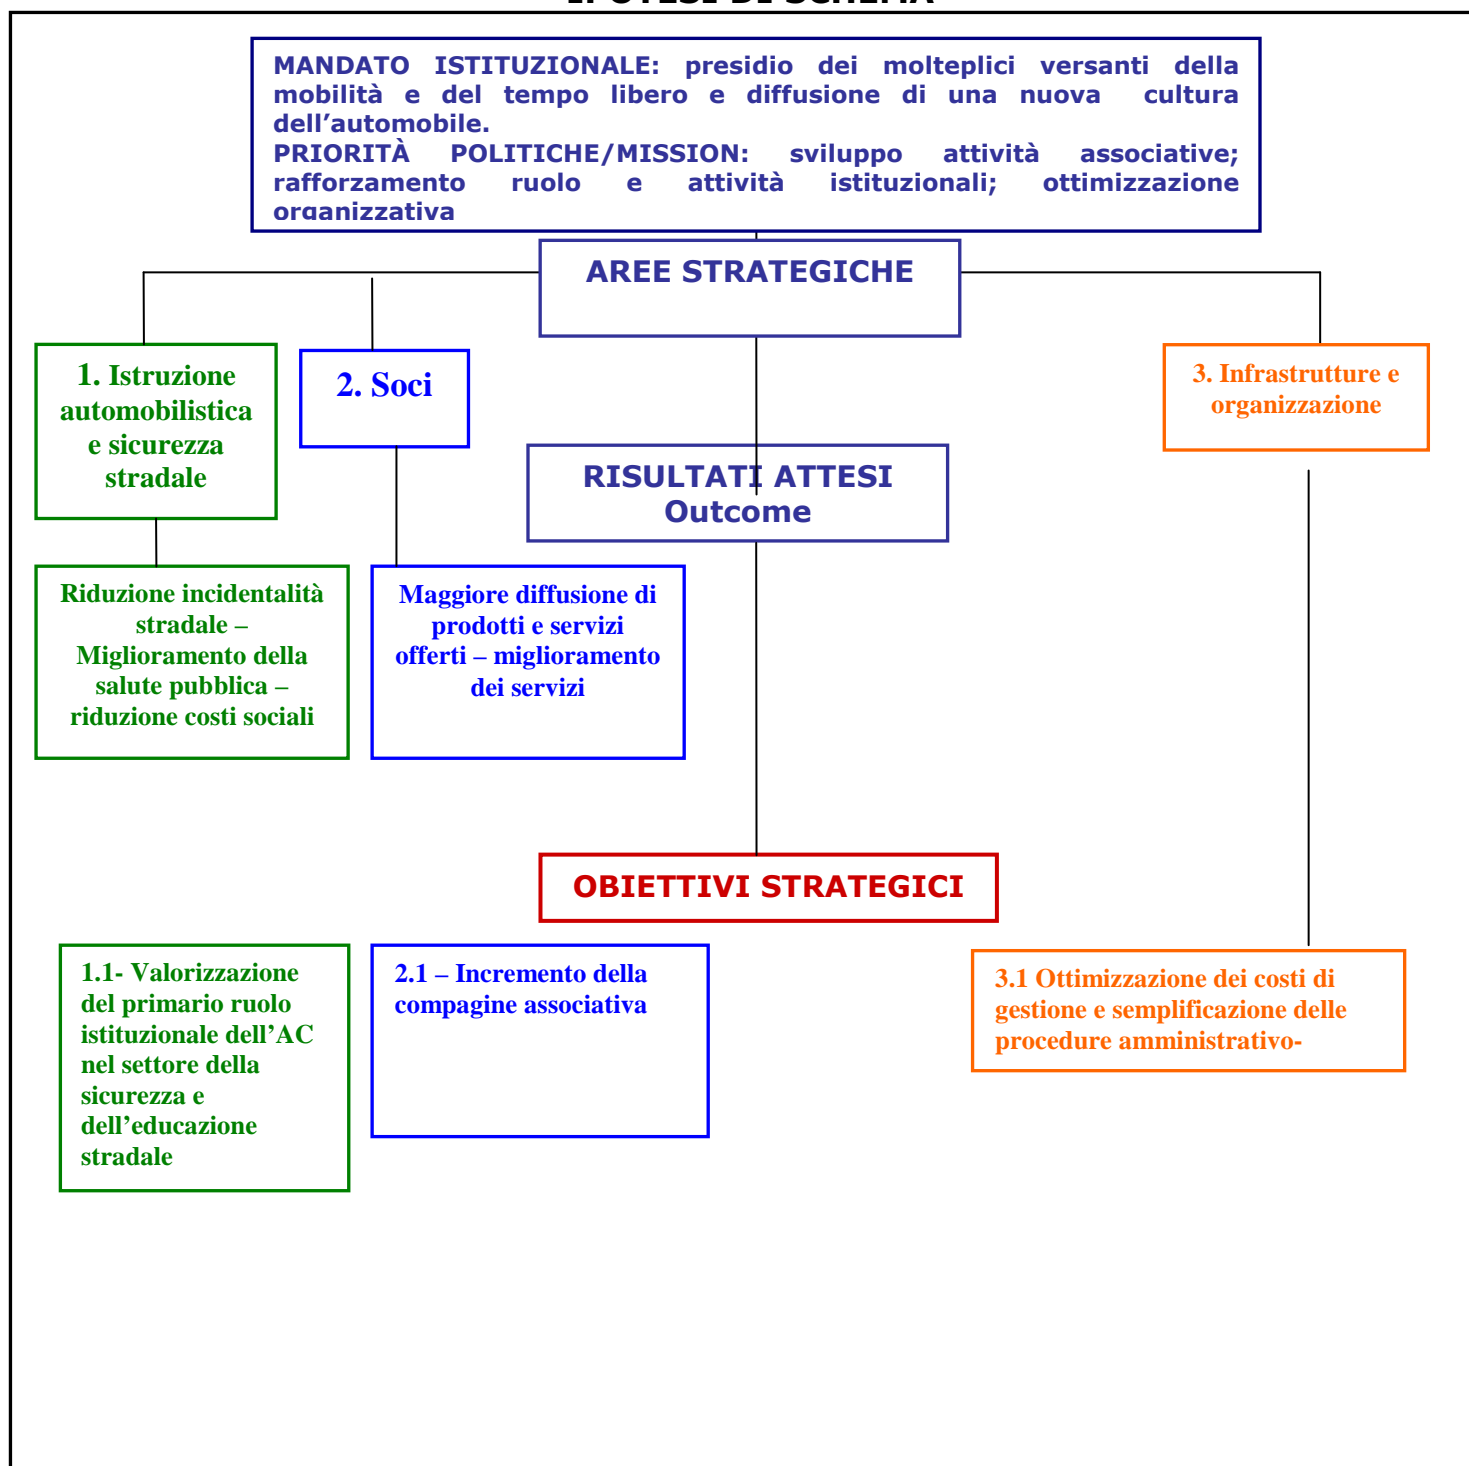 IPOTESI DI SCHEMA
MANDATO ISTITUZIONALE: presidio dei molteplici versanti della
mobilità e del tempo libero e diffusione di una nuova cultura
dell’automobile.
PRIORITÀ POLITICHE/MISSION: sviluppo attività associative;
rafforzamento ruolo e attività istituzionali; ottimizzazione
organizzativa
AREE STRATEGICHE
1. Istruzione
automobilistica
e sicurezza
stradale
2. Soci
3. Infrastrutture e
organizzazione
RISULTATI ATTESI
Outcome
Riduzione incidentalità
stradale –
Miglioramento della
salute pubblica –
riduzione costi sociali
Maggiore diffusione di
prodotti e servizi
offerti – miglioramento
dei servizi
OBIETTIVI STRATEGICI
1.1- Valorizzazione
del primario ruolo
istituzionale dell’AC
nel settore della
sicurezza e
dell’educazione
stradale
2.1 – Incremento della
compagine associativa
3.1 Ottimizzazione dei costi di
gestione e semplificazione delle
procedure amministrativo-